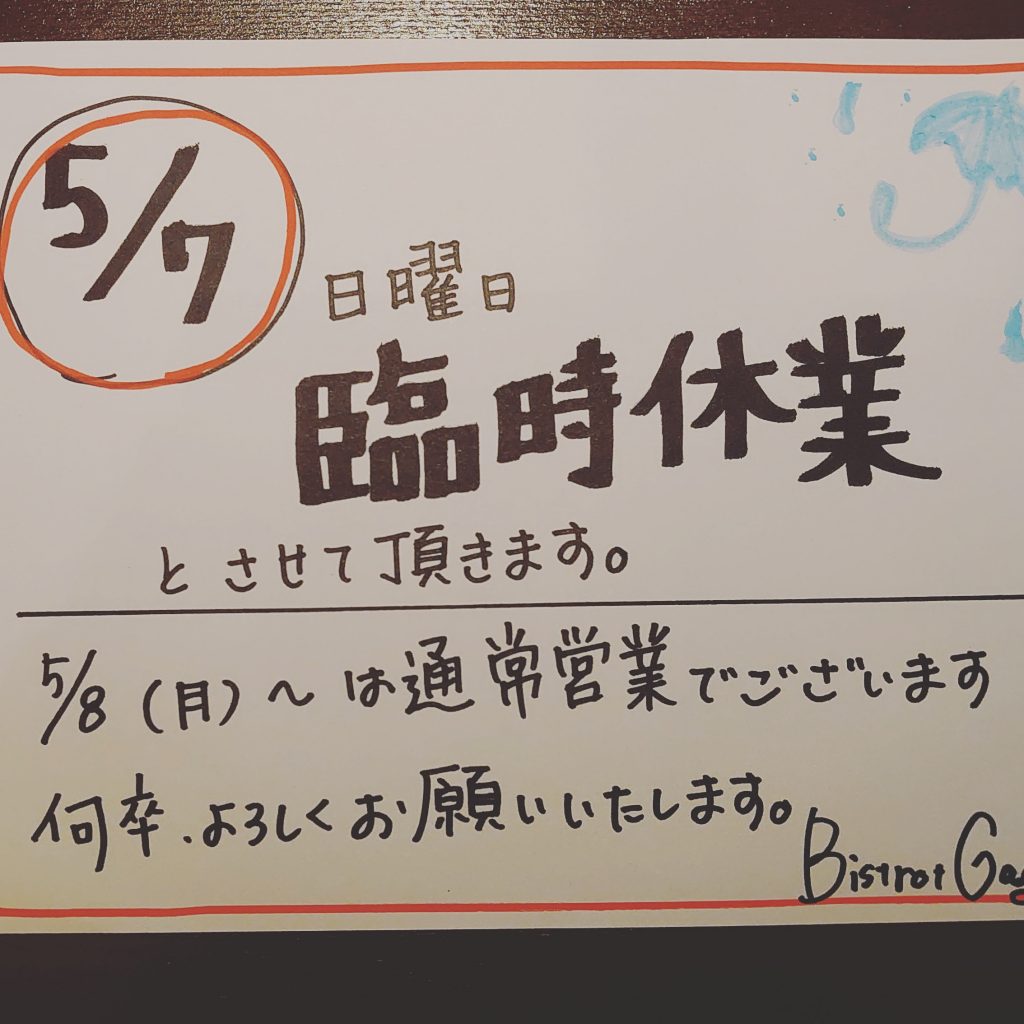 5/7
日曜日
臨時休業
とさせて頂きます。
5/8(月)~は通常営業でございます
何卒、よろしくお願いいたします。
Bistrot